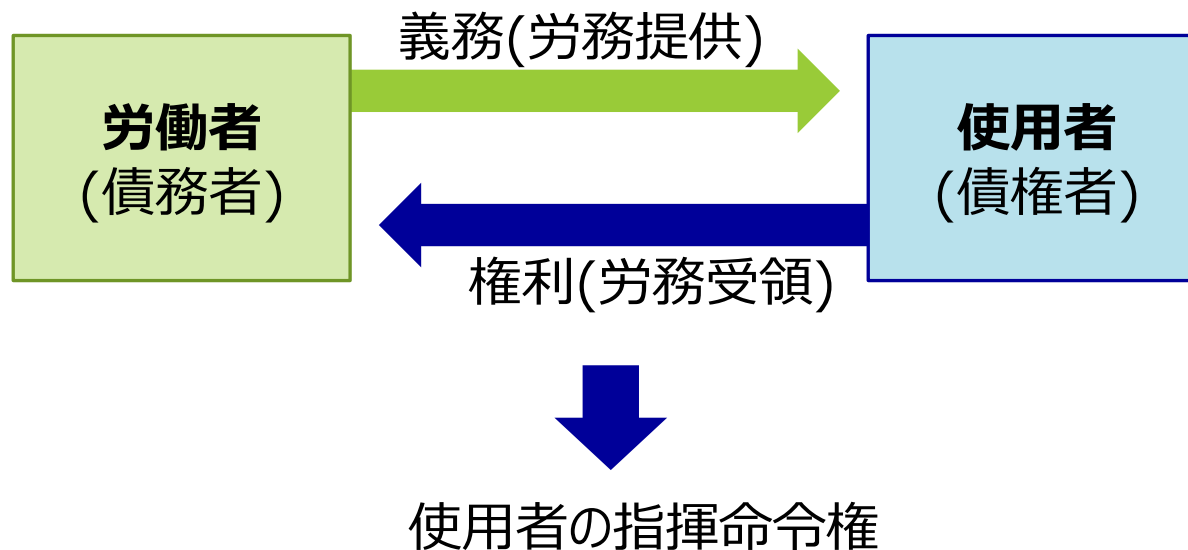 義務(労務提供)
労働者
(債務者)
使用者
(債権者)
権利(労務受領)
使用者の指揮命令権